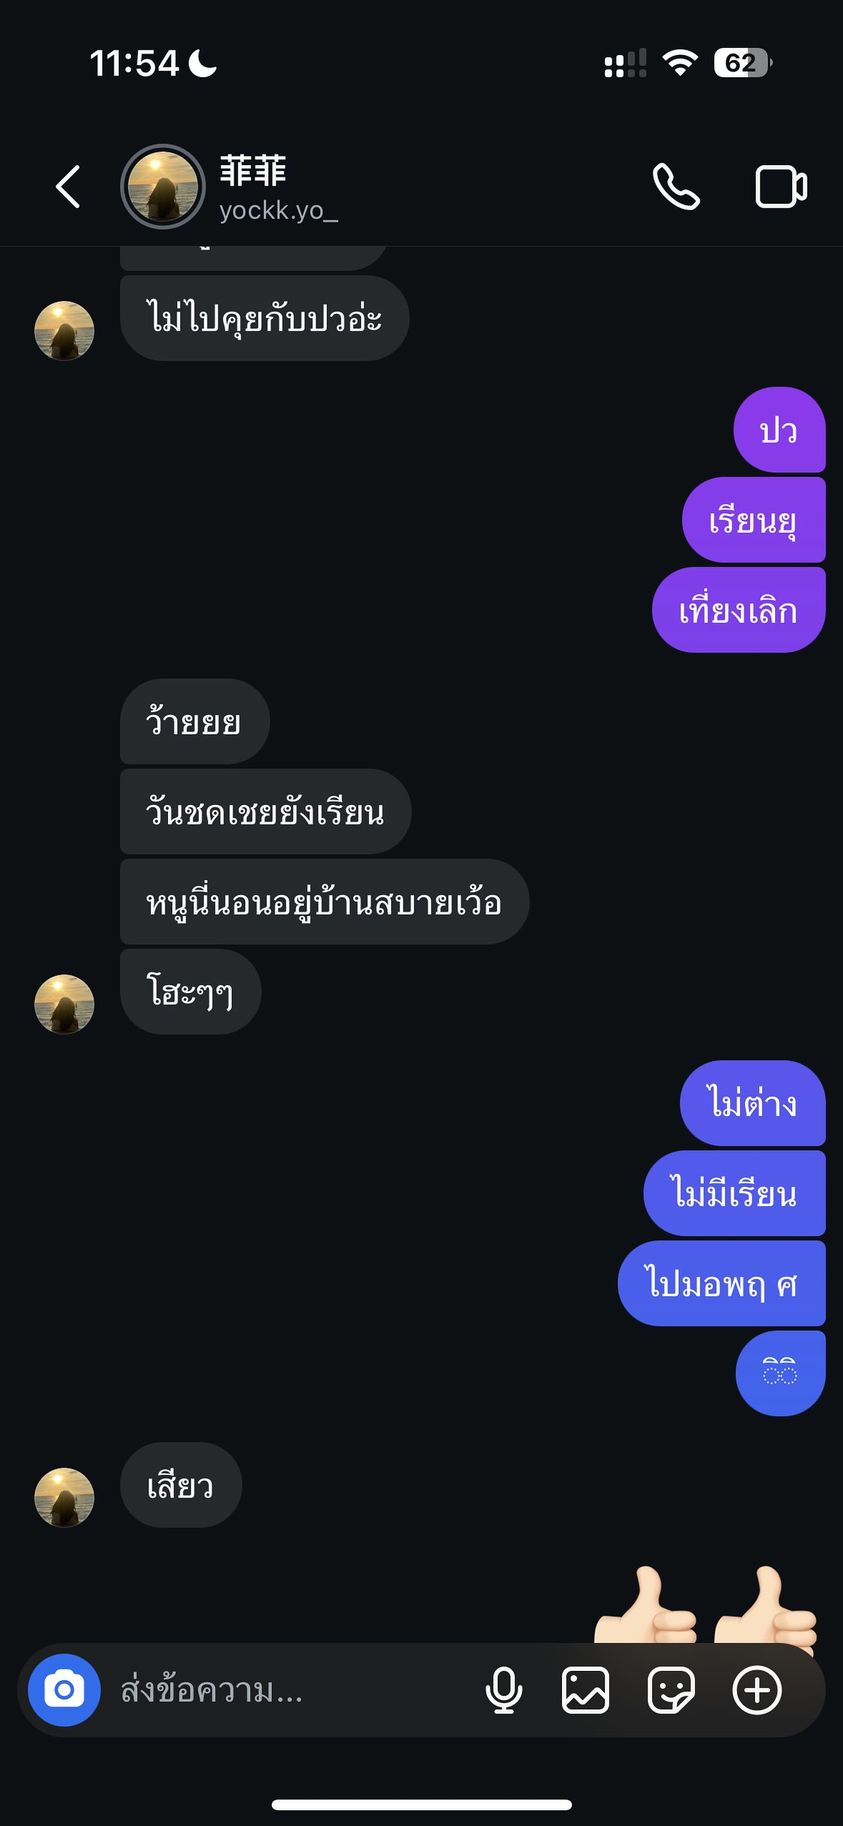 11:54
62
菲菲
yockk.yo_
ไม่ไปคุยกับปวอ่ะ
ปว
เรียนยุ
เที่ยงเลิก
ว้ายยย
วันชดเชยยังเรียน
หนูนี่นอนอยู่บ้านสบายเว้อ
โฮะๆๆ
ไม่ต่าง
ไม่มีเรียน
ไปมอพฤ ศ
ิิ
เสียว
ส่งข้อความ...